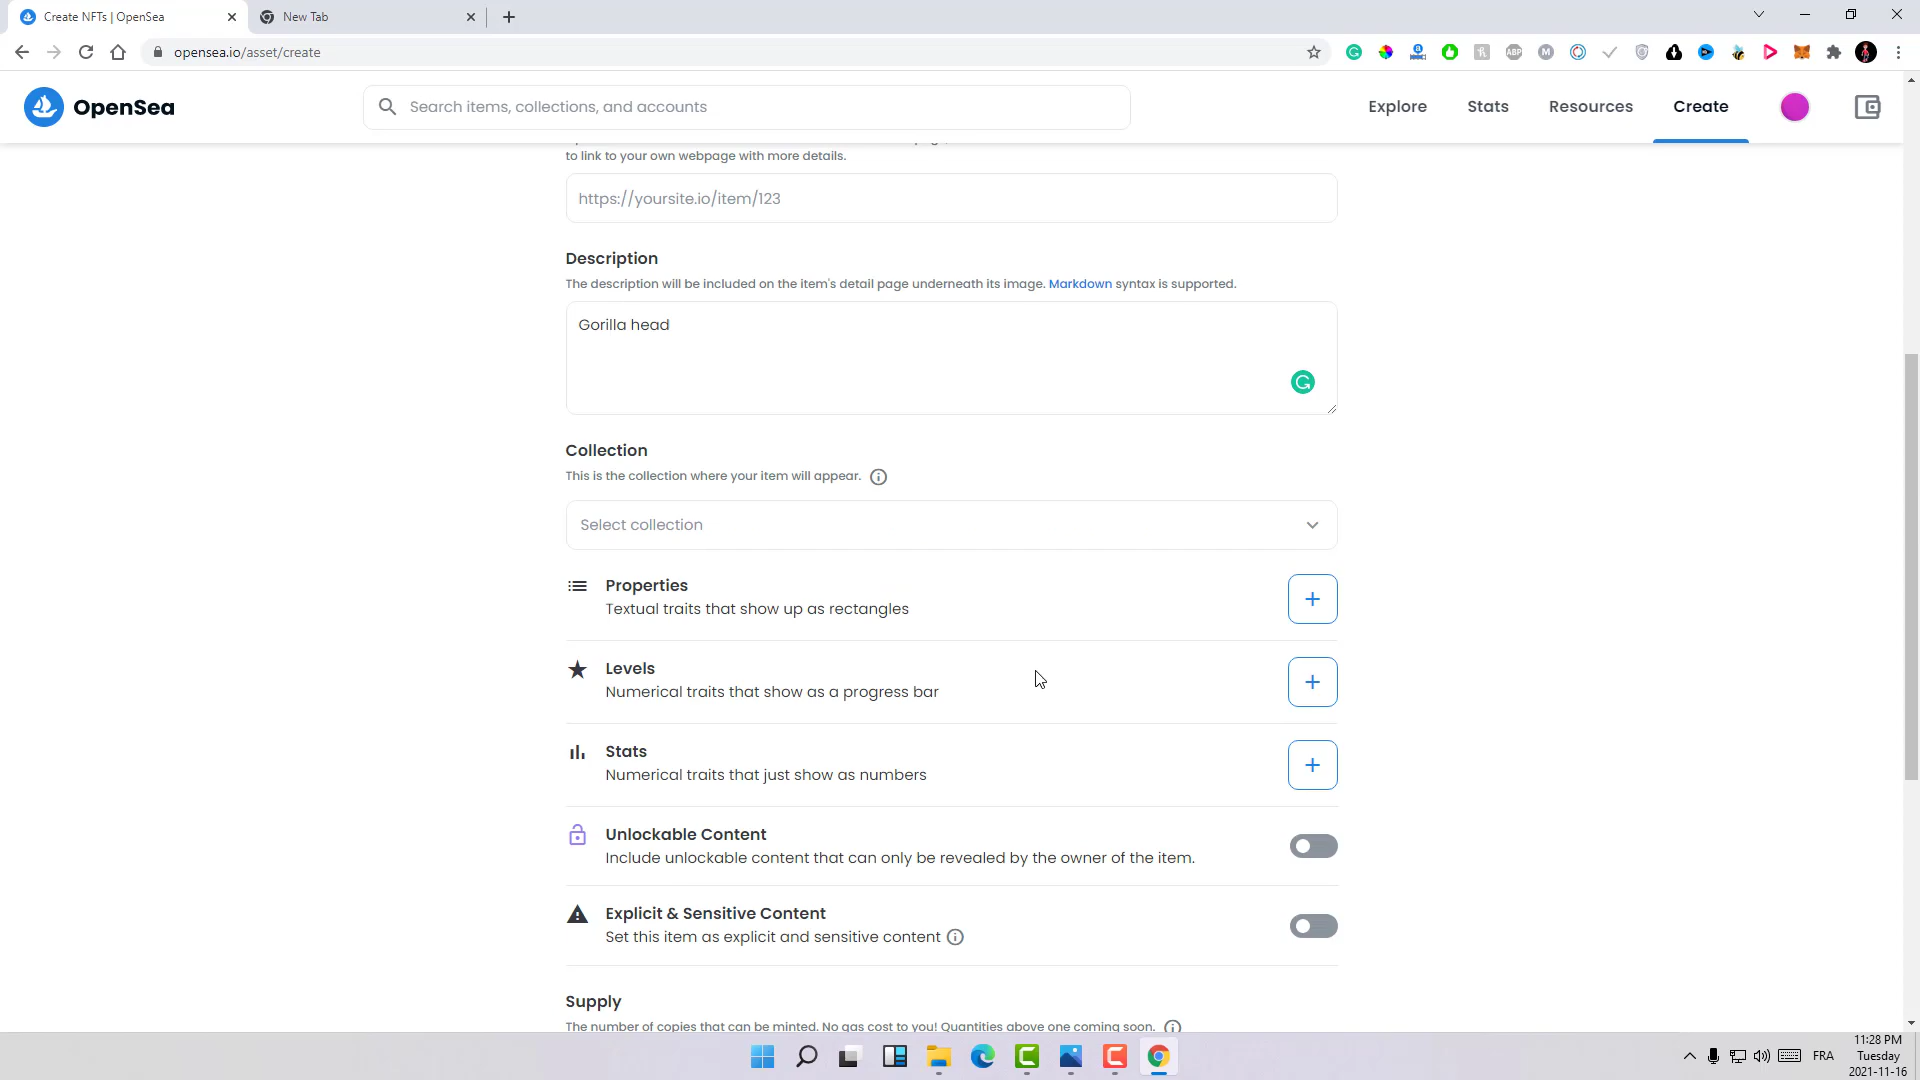 Create NFTs | OpenSea
New Tab
opensea.io/asset/create
OpenSea
Search items, collections, and accounts
Explore
Stats
Resources
Create
to link to your own webpage with more details.
https://yoursite.io/item/123
Description
The description will be included on the item's detail page underneath its image. Markdown syntax is supported.
Gorilla head
Collection
This is the collection where your item will appear.
Select collection
Properties
Textual traits that show up as rectangles
Levels
Numerical traits that show as a progress bar
Stats
Numerical traits that just show as numbers
Unlockable Content
Include unlockable content that can only be revealed by the owner of the item.
Explicit & Sensitive Content
Set this item as explicit and sensitive content
Supply
The number of copies that can be minted. No gas cost to you! Quantities above one coming soon.
FRA
11:28 PM
Tuesday
2021-11-16